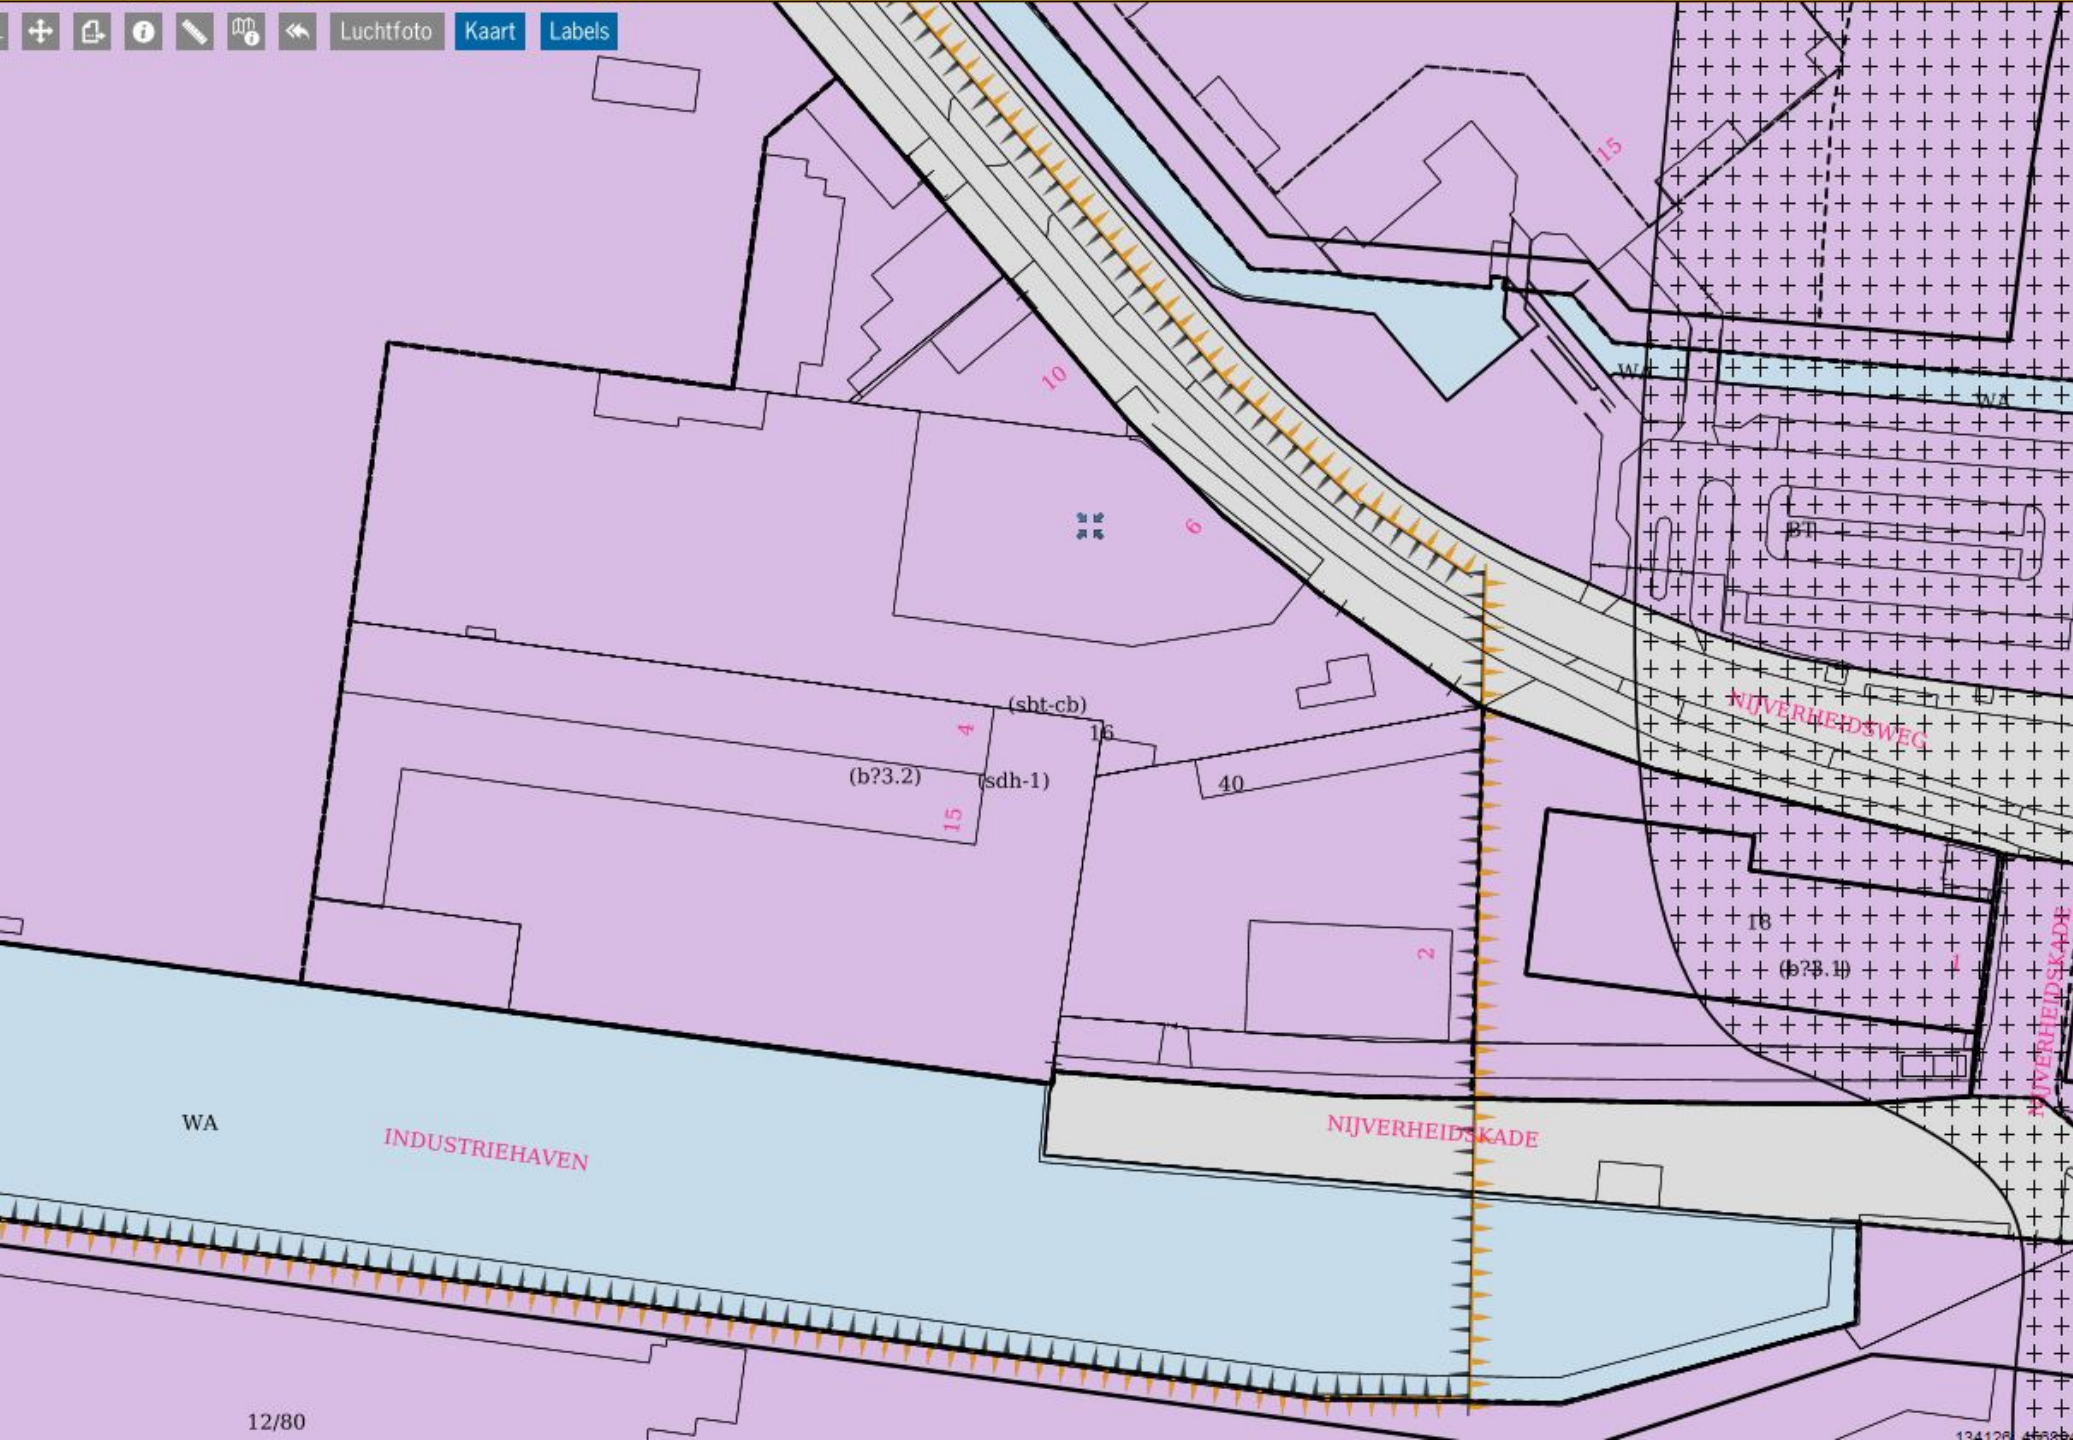 Luchtfoto
Kaart
Labels
15
10
WA
WA
6
BT
NIJVERHEIDSWEG
(sbt-cb)
4
16
(b?3.2)
(sdh-1)
40
15
18
2
(b?3.1)
1
NIJVERHEIDSKADE
WA
INDUSTRIEHAVEN
NIJVERHEIDSKADE
12/80